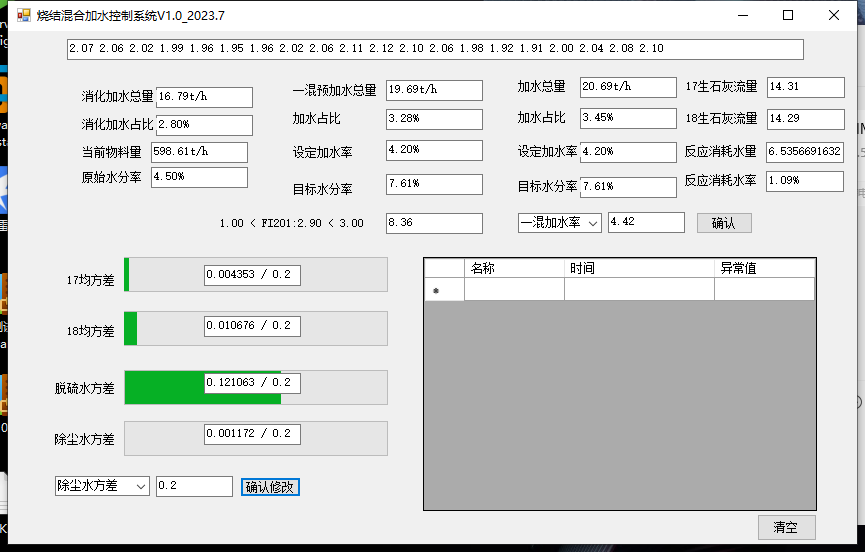 烧结混合加水控制系统V1.0_2023.7
2.07 2.06 2.02 1.99 1.96 1.95 1.96 2.02 2.06 2.11 2.12 2.10 2.06 1.98 1.92 1.91 2.00 2.04 2.08 2.10
消化加水总量 16.79t/h 一混预加水总量 19.69t/h 加水总量 20.69t/h 17生石灰流量 14.31
消化加水占比 2.80% 加水占比 3.28% 加水占比 3.45% 18生石灰流量 14.29
当前物料量 598.61t/h 设定加水率 4.20% 设定加水率 4.20% 反应消耗水量 6.5356691632
原始水分率 4.50% 目标水分率 7.61% 目标水分率 7.61% 反应消耗水率 1.09%
1.00 < FI201:2.90 < 3.00 8.36 一混加水率 4.42 确认
17均方差 0.004353 / 0.2
18均方差 0.010676 / 0.2
脱硫水方差 0.121063 / 0.2
除尘水方差 0.001172 / 0.2
除尘水方差 0.2 确认修改
名称 时间 异常值
清空